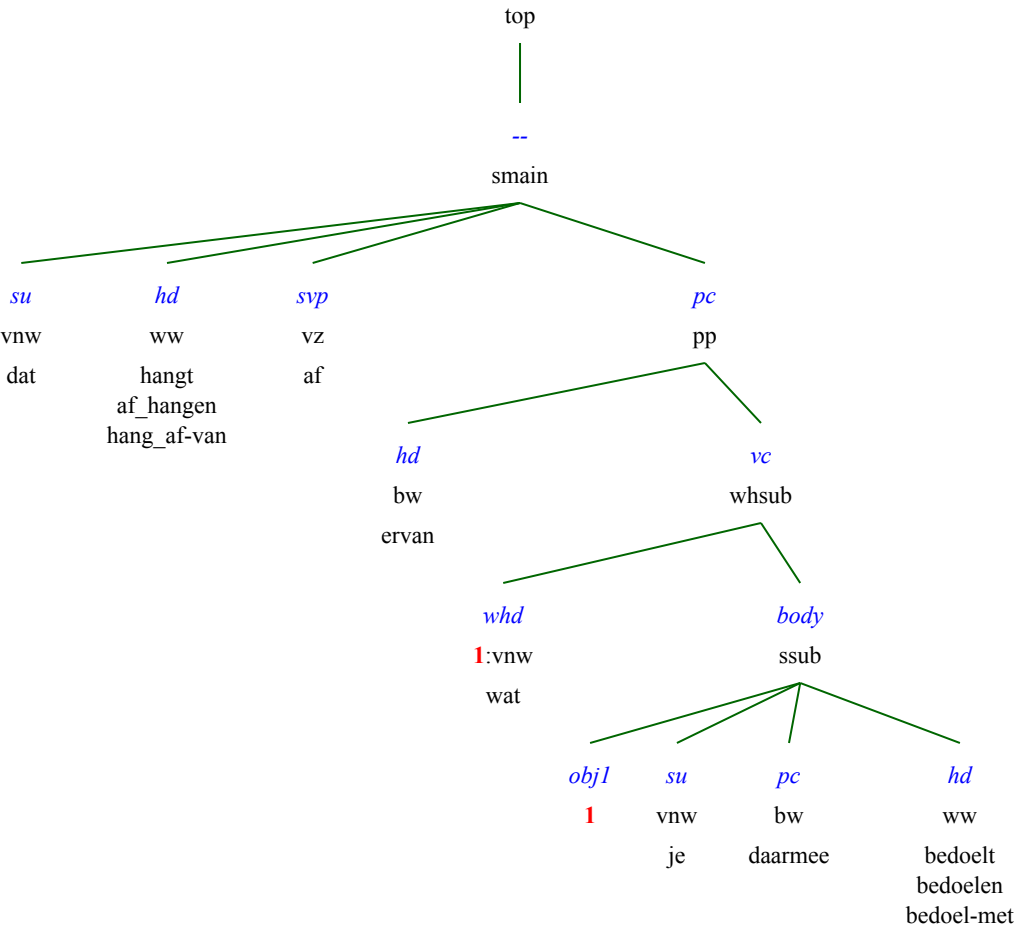 top
--
smain
su hd svp pc
vnw ww vz pp
dat hangt af
af_hangen
hang_af-van
hd vc
bw whsub
ervan
whd body
1:vnw ssub
wat
obj1 su pc hd
1 vnw bw ww
je daarmee bedoelt
bedoelen
bedoel-met